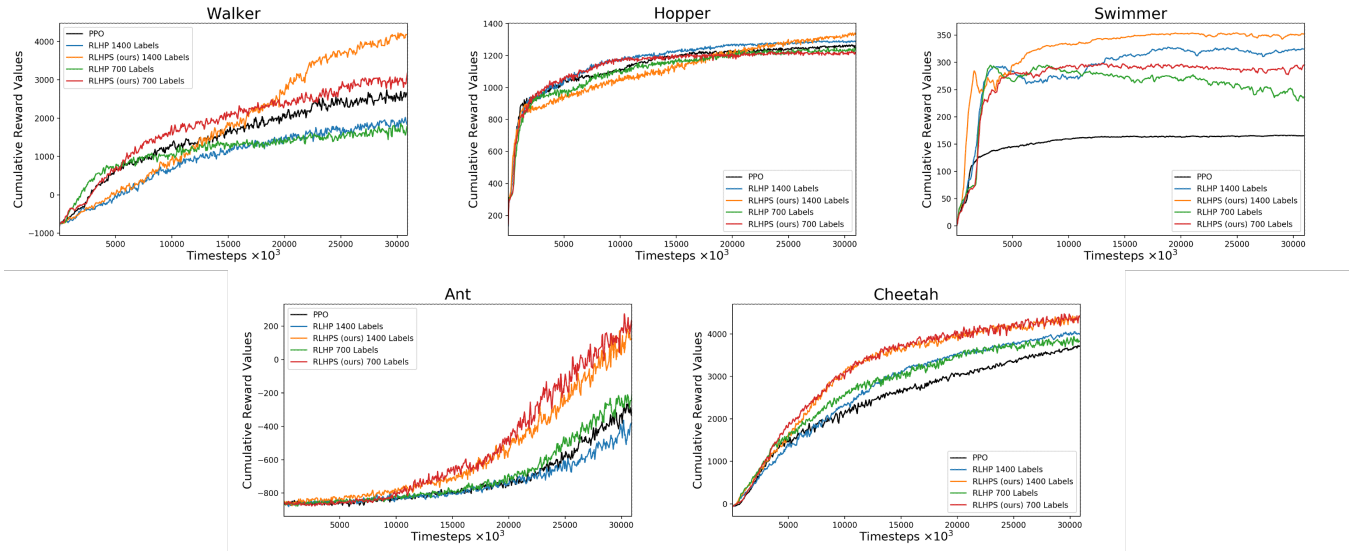 Walker
Cumulative Reward Values
4000
3000
2000
1000
0
−1000
PPO
RLHP 1400 Labels
RLHPS (ours) 1400 Labels
RLHP 700 Labels
RLHPS (ours) 700 Labels
5000 10000 15000 20000 25000 30000
Timesteps ×10³
Hopper
Cumulative Reward Values
1400
1200
1000
800
600
400
200
PPO
RLHP 1400 Labels
RLHPS (ours) 1400 Labels
RLHP 700 Labels
RLHPS (ours) 700 Labels
5000 10000 15000 20000 25000 30000
Timesteps ×10³
Swimmer
Cumulative Reward Values
350
300
250
200
150
100
50
0
PPO
RLHP 1400 Labels
RLHPS (ours) 1400 Labels
RLHP 700 Labels
RLHPS (ours) 700 Labels
5000 10000 15000 20000 25000 30000
Timesteps ×10³
Ant
Cumulative Reward Values
200
0
−200
−400
−600
−800
PPO
RLHP 1400 Labels
RLHPS (ours) 1400 Labels
RLHP 700 Labels
RLHPS (ours) 700 Labels
5000 10000 15000 20000 25000 30000
Timesteps ×10³
Cheetah
Cumulative Reward Values
4000
3000
2000
1000
0
PPO
RLHP 1400 Labels
RLHPS (ours) 1400 Labels
RLHP 700 Labels
RLHPS (ours) 700 Labels
5000 10000 15000 20000 25000 30000
Timesteps ×10³